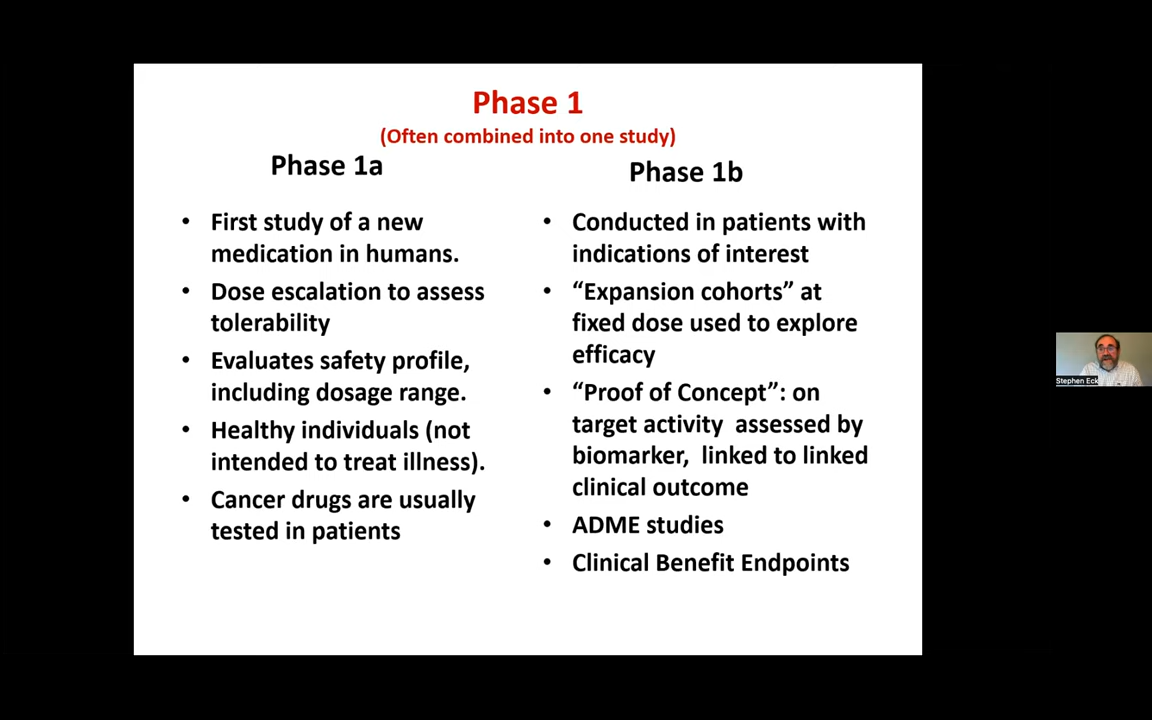 Phase 1
(Often combined into one study)
Phase 1a
• First study of a new
medication in humans.
• Dose escalation to assess
tolerability
• Evaluates safety profile,
including dosage range.
• Healthy individuals (not
intended to treat illness).
• Cancer drugs are usually
tested in patients
Phase 1b
• Conducted in patients with
indications of interest
• “Expansion cohorts” at
fixed dose used to explore
efficacy
• “Proof of Concept”: on
target activity  assessed by
biomarker,  linked to linked
clinical outcome
• ADME studies
• Clinical Benefit Endpoints
Stephen Eck